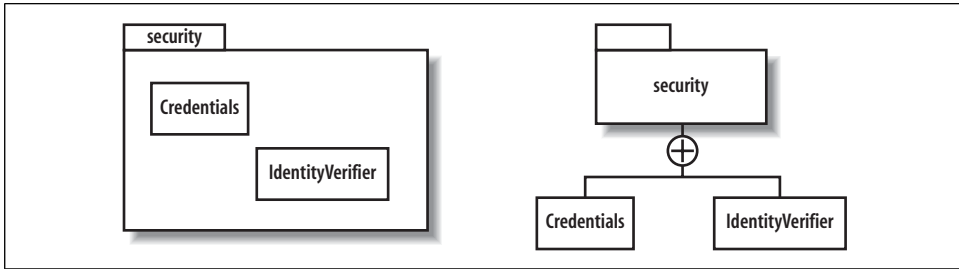 security
Credentials
IdentityVerifier
security
Credentials
IdentityVerifier